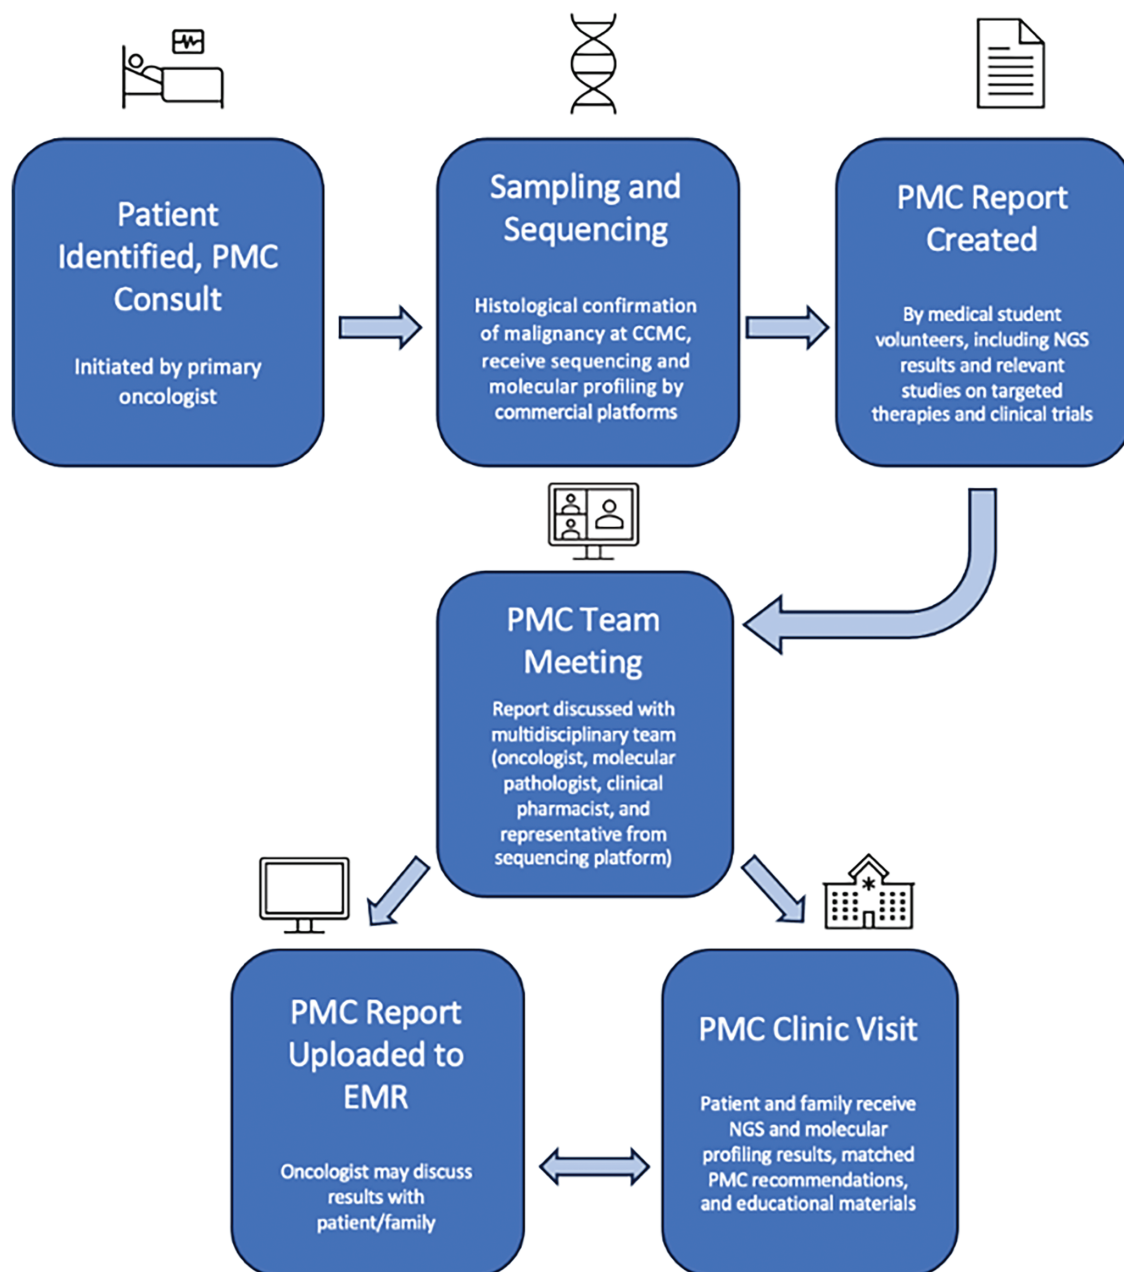 Patient
Identified, PMC
Consult
Initiated by primary
oncologist
Sampling and
Sequencing
Histological confirmation
of malignancy at CCMC,
receive sequencing and
molecular profiling by
commercial platforms
PMC Report
Created
By medical student
volunteers, including NGS
results and relevant
studies on targeted
therapies and clinical trials
PMC Team
Meeting
Report discussed with
multidisciplinary team
(oncologist, molecular
pathologist, clinical
pharmacist, and
representative from
sequencing platform)
PMC Report
Uploaded to
EMR
Oncologist may discuss
results with
patient/family
PMC Clinic Visit
Patient and family receive
NGS and molecular
profiling results, matched
PMC recommendations,
and educational materials